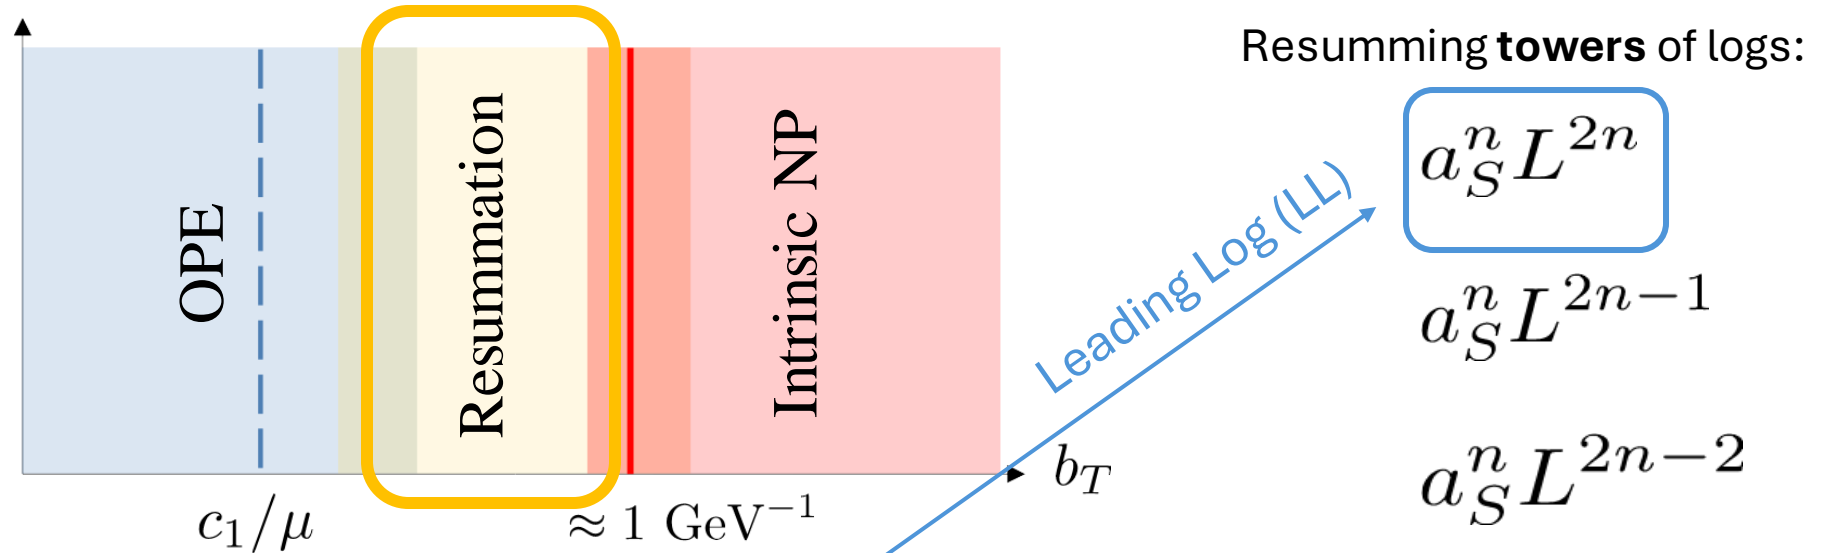 OPE
Resummation
Intrinsic NP
c₁/μ
≈ 1 GeV⁻¹
b_T
Leading Log (LL)
Resumming towers of logs:
a_S^n L^{2n}
a_S^n L^{2n−1}
a_S^n L^{2n−2}